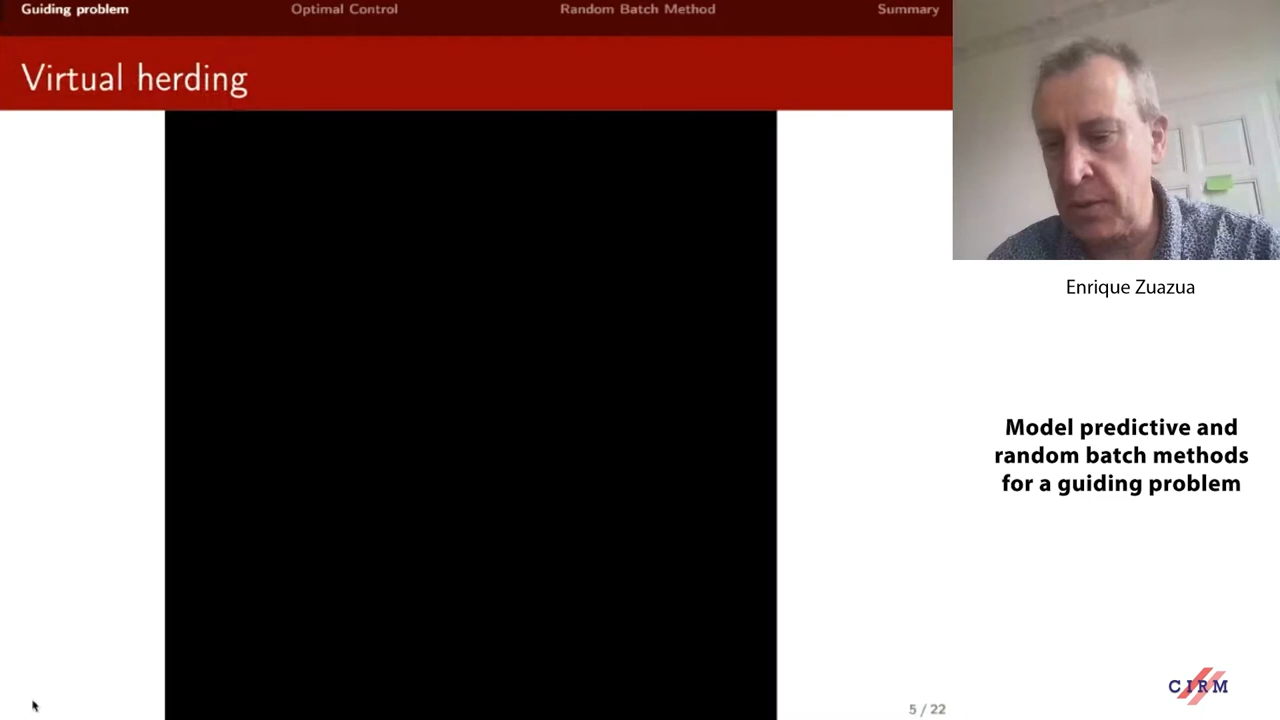 Guiding problem
Optimal Control
Random Batch Method
Summary
Virtual herding
Enrique Zuazua
Model predictive and
random batch methods
for a guiding problem
CIRM
5 / 22